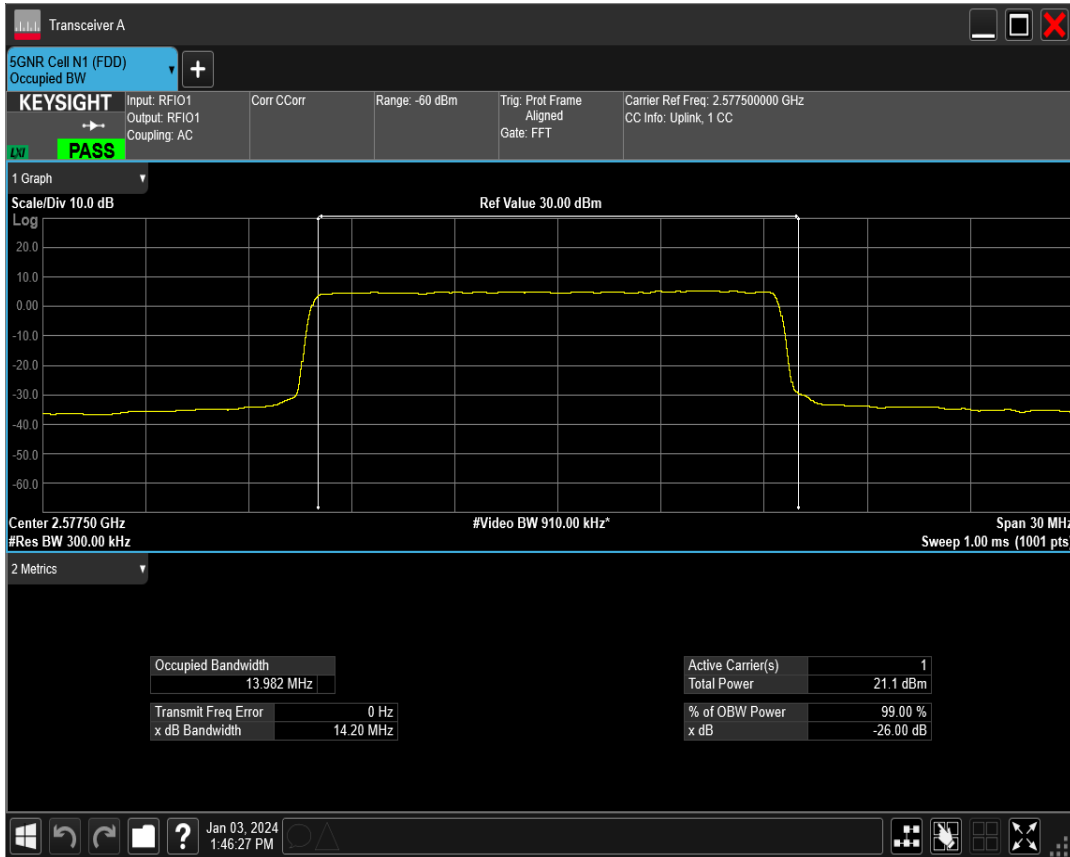 Transceiver A
5GNR Cell N1 (FDD)
Occupied BW
+
KEYSIGHT
LXI
PASS
Input: RFIO1
Output: RFIO1
Coupling: AC
Corr CCorr
Range: -60 dBm
Trig: Prot Frame
Aligned
Gate: FFT
Carrier Ref Freq: 2.577500000 GHz
CC Info: Uplink, 1 CC
1 Graph
Scale/Div 10.0 dB
Ref Value 30.00 dBm
Log
20.0
10.0
0.00
-10.0
-20.0
-30.0
-40.0
-50.0
-60.0
Center 2.57750 GHz
#Video BW 910.00 kHz*
Span 30 MHz
#Res BW 300.00 kHz
Sweep 1.00 ms (1001 pts)
2 Metrics
Occupied Bandwidth
13.982 MHz
Transmit Freq Error 0 Hz
x dB Bandwidth 14.20 MHz
Active Carrier(s) 1
Total Power 21.1 dBm
% of OBW Power 99.00 %
x dB -26.00 dB
?
Jan 03, 2024
1:46:27 PM